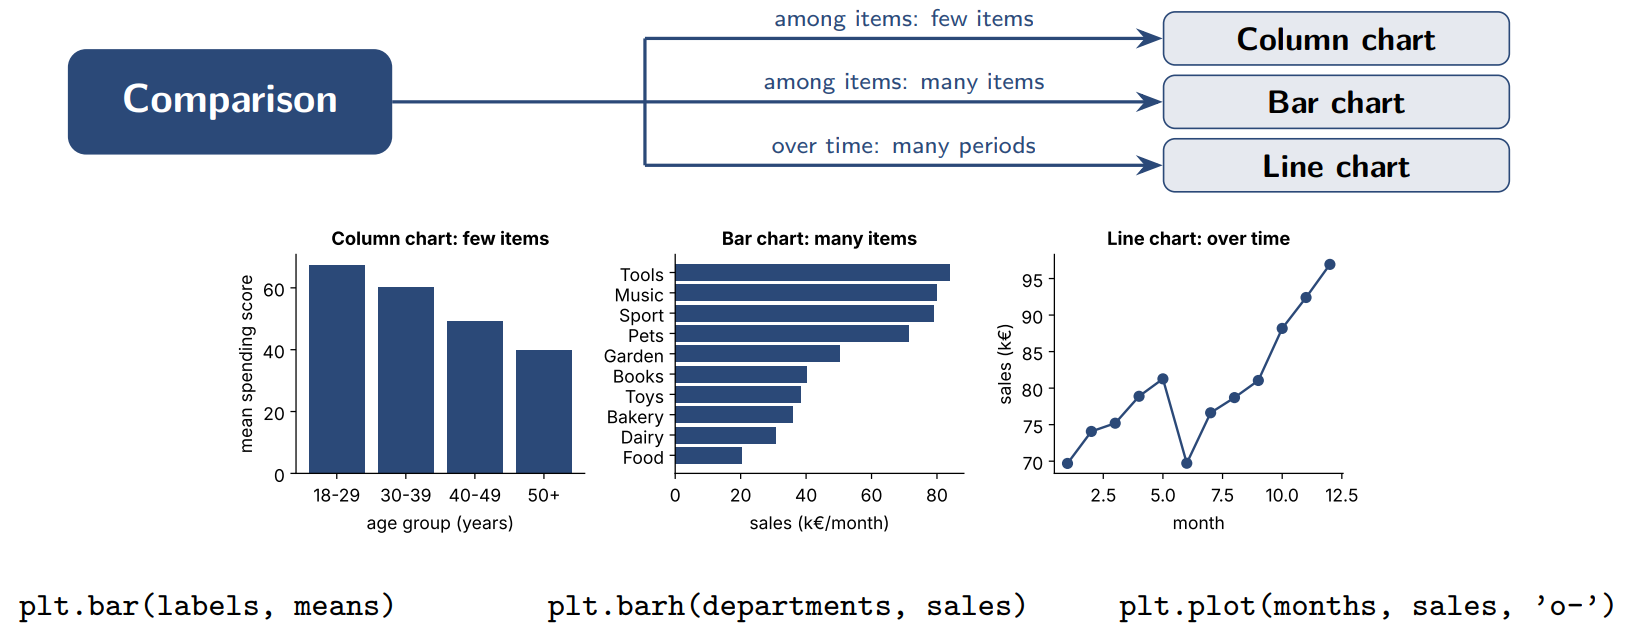 among items: few items
Column chart
Comparison
among items: many items
Bar chart
over time: many periods
Line chart
Column chart: few items
mean spending score
60
40
20
0
18-29
30-39
40-49
50+
age group (years)
Bar chart: many items
Tools
Music
Sport
Pets
Garden
Books
Toys
Bakery
Dairy
Food
0
20
40
60
80
sales (k€/month)
Line chart: over time
sales (k€)
95
90
85
80
75
70
2.5
5.0
7.5
10.0
12.5
month
plt.bar(labels, means)
plt.barh(departments, sales)
plt.plot(months, sales, ’o-’)